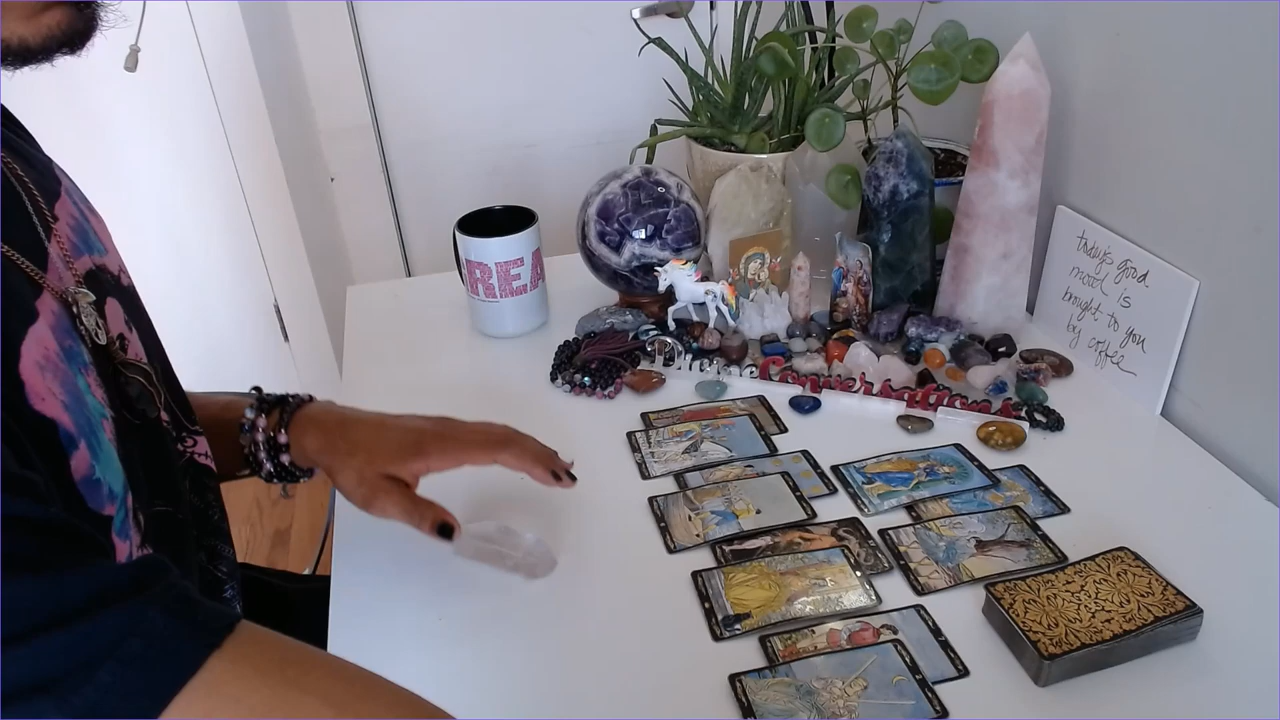 REA
Divine Conversations
today's good
mood is
brought to you
by coffee